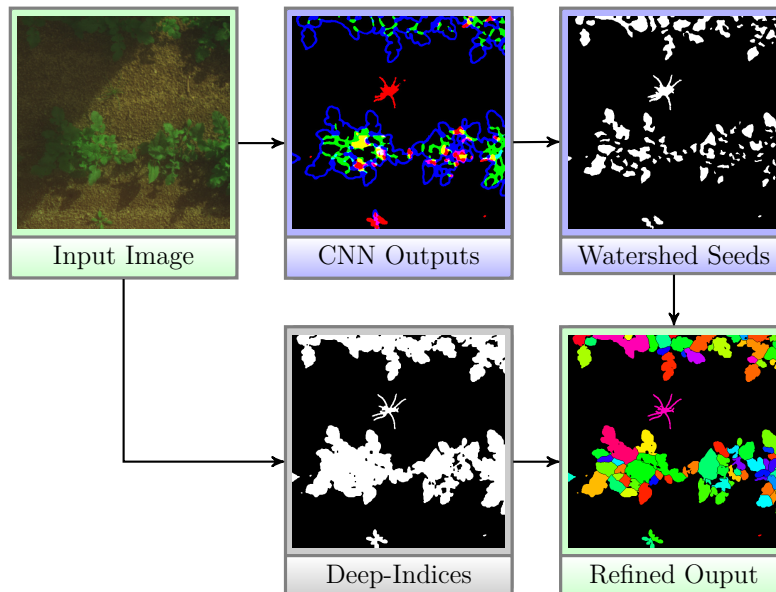 Input Image
CNN Outputs
Watershed Seeds
Deep-Indices
Refined Ouput